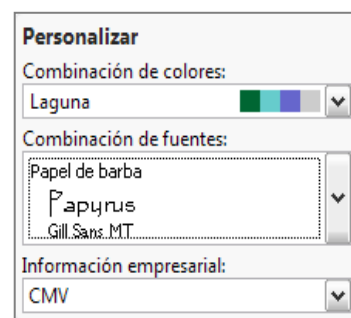 Personalizar
Combinación de colores:
Laguna
Combinación de fuentes:
Papel de barba
Papyrus
Gill Sans MT
Información empresarial:
CMV